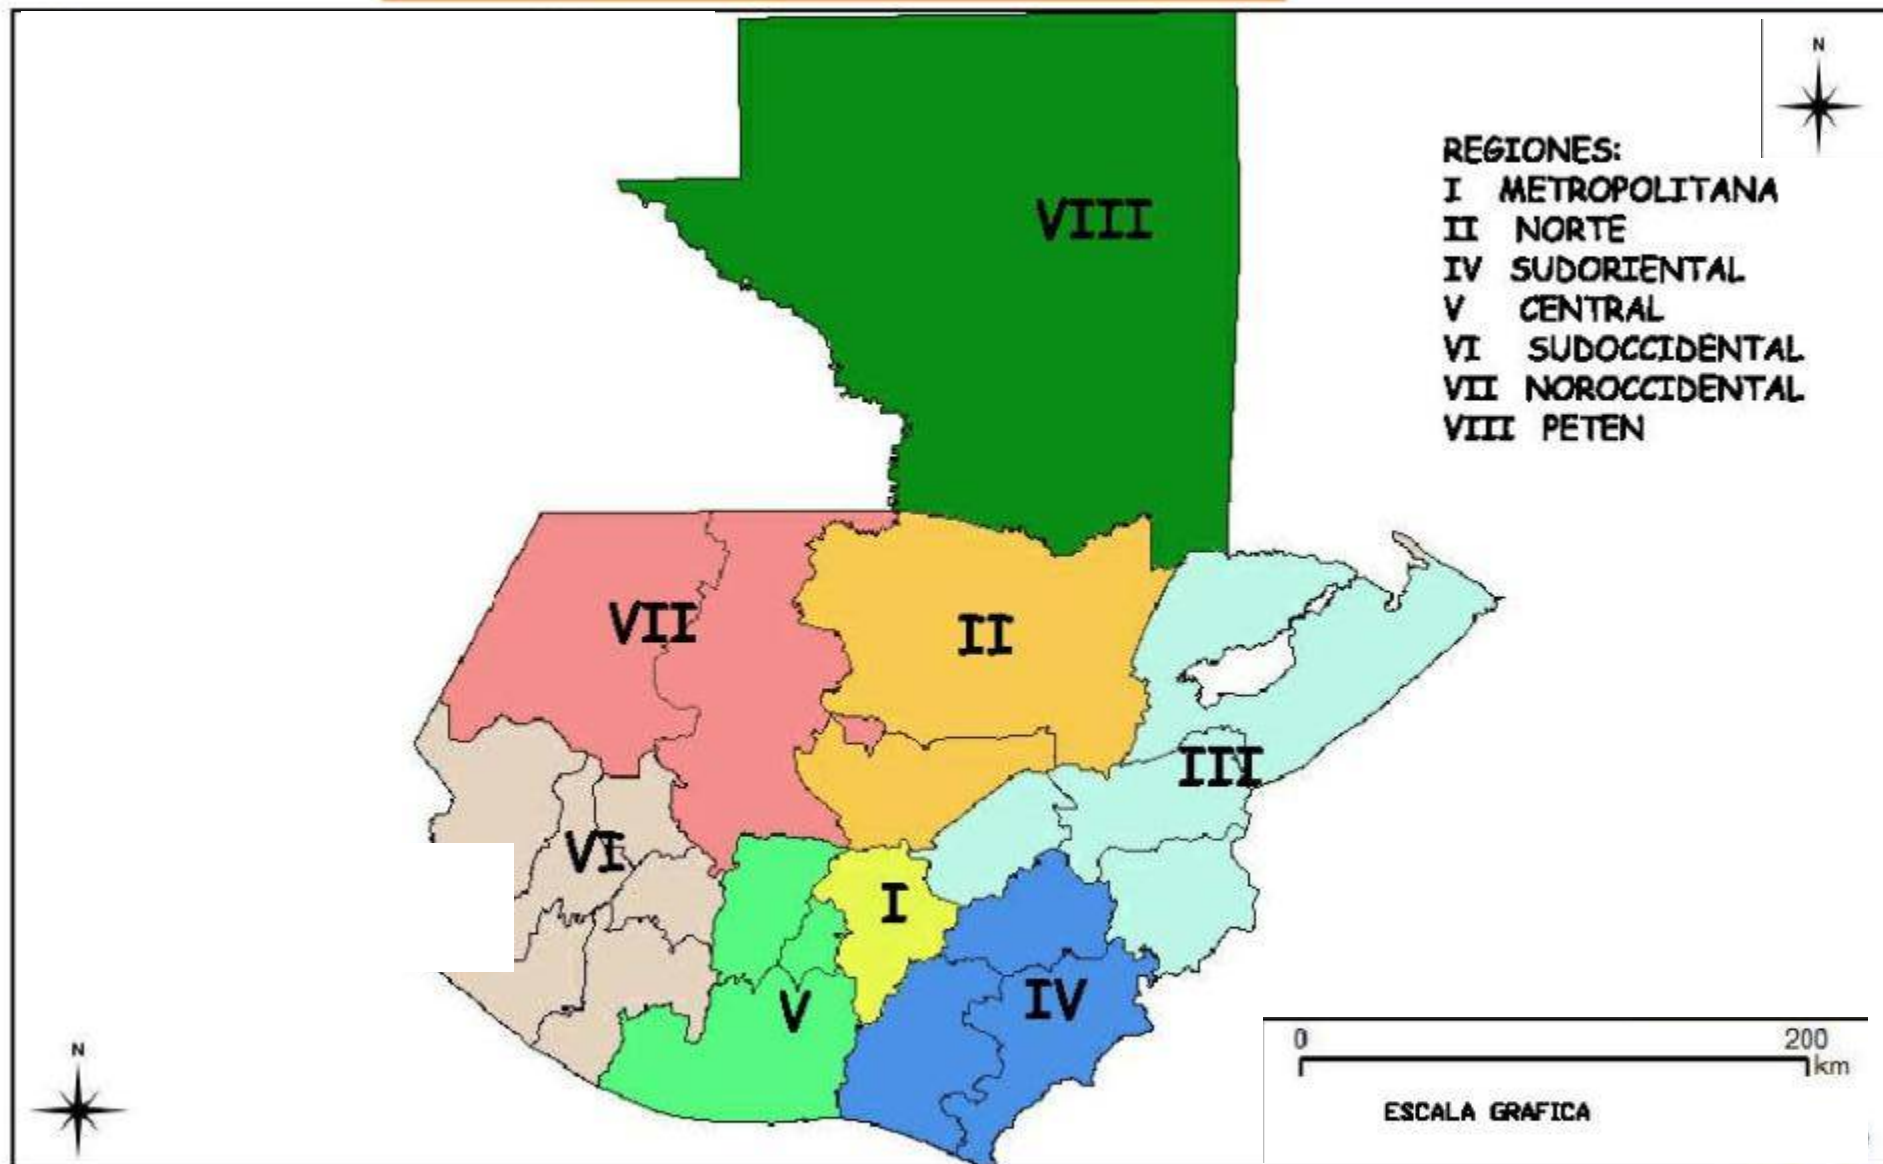 N
REGIONES:
I METROPOLITANA
II NORTE
IV SUDORIENTAL
V CENTRAL
VI SUDOCCIDENTAL
VII NOROCCIDENTAL
VIII PETEN
VIII
VII
II
III
VI
I
V
IV
N
0 200
km
ESCALA GRAFICA